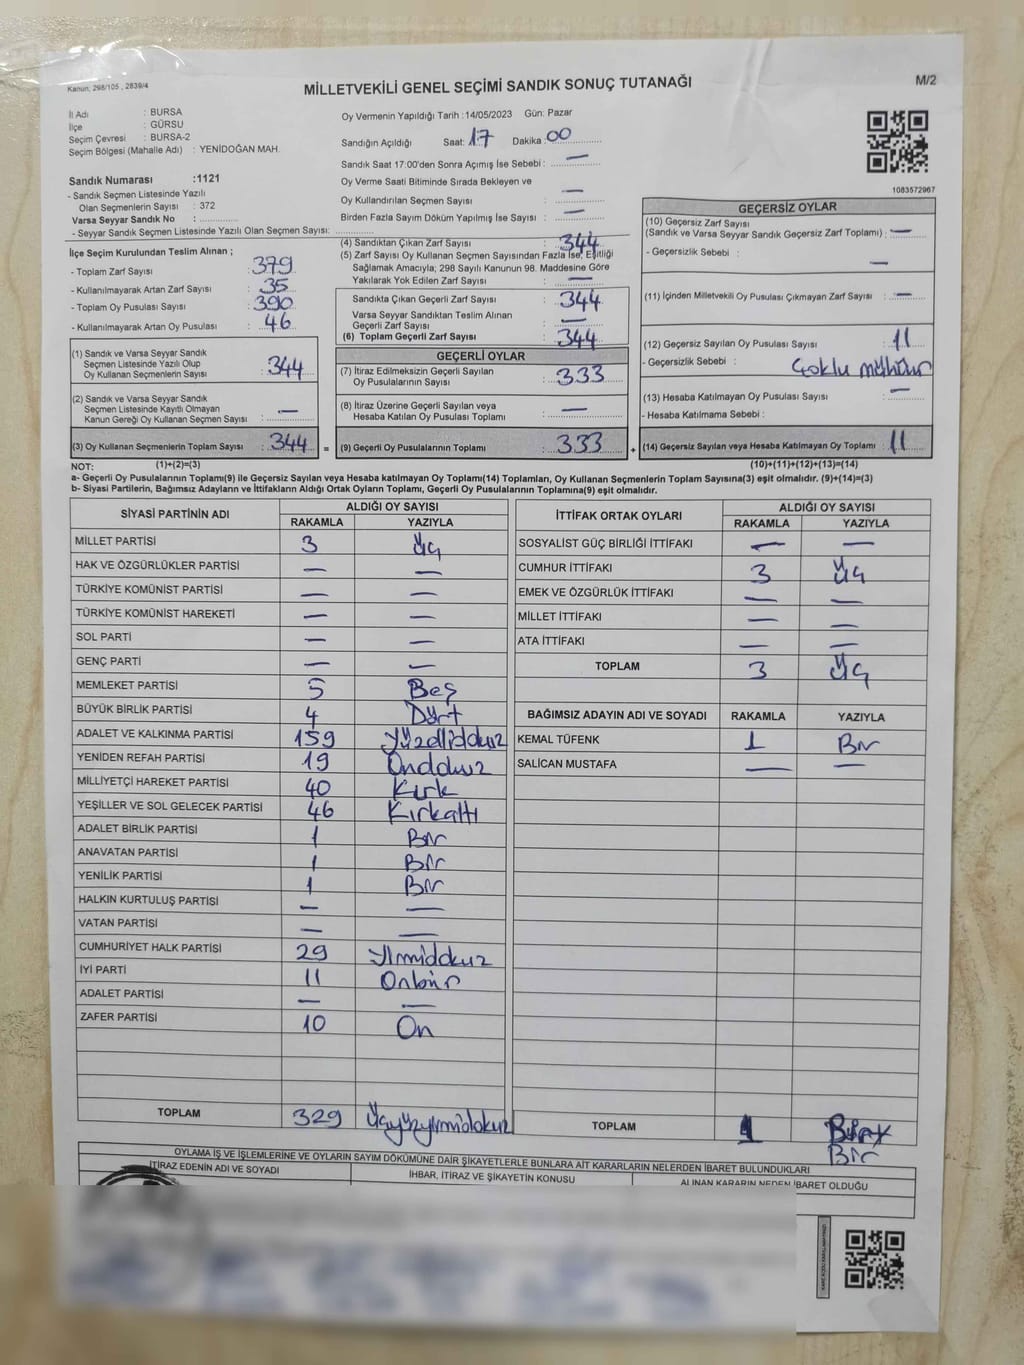 Kanun, 298/105 , 2839/4
MİLLETVEKİLİ GENEL SEÇİMİ SANDIK SONUÇ TUTANAĞI
M/2
İl Adı : BURSA
İlçe : GÜRSU
Seçim Çevresi : BURSA-2
Seçim Bölgesi (Mahalle Adı) : YENİDOĞAN MAH.
Sandık Numarası :1121
- Sandık Seçmen Listesinde Yazılı
Olan Seçmenlerin Sayısı : 372
Varsa Seyyar Sandık No :
- Seyyar Sandık Seçmen Listesinde Yazılı Olan Seçmen Sayısı:
Oy Vermenin Yapıldığı Tarih :14/05/2023 Gün: Pazar
Sandığın Açıldığı Saat: 17 Dakika : 00
Sandık Saat 17:00'den Sonra Açımış İse Sebebi : —
Oy Verme Saati Bitiminde Sırada Bekleyen ve
Oy Kullandırılan Seçmen Sayısı : —
Birden Fazla Sayım Döküm Yapılmış İse Sayısı : —
1083572967
İlçe Seçim Kurulundan Teslim Alınan ;
- Toplam Zarf Sayısı : 379
- Kullanılmayarak Artan Zarf Sayısı : 35
- Toplam Oy Pusulası Sayısı : 390
- Kullanılmayarak Artan Oy Pusulası : 46
(4) Sandıktan Çıkan Zarf Sayısı : 344
(5) Zarf Sayısı Oy Kullanan Seçmen Sayısından Fazla İse, Eşitliği
Sağlamak Amacıyla; 298 Sayılı Kanunun 98. Maddesine Göre
Yakılarak Yok Edilen Zarf Sayısı : —
Sandıkta Çıkan Geçerli Zarf Sayısı : 344
Varsa Seyyar Sandıktan Teslim Alınan
Geçerli Zarf Sayısı : —
(6) Toplam Geçerli Zarf Sayısı : 344
GEÇERSİZ OYLAR
(10) Geçersiz Zarf Sayısı
(Sandık ve Varsa Seyyar Sandık Geçersiz Zarf Toplamı) : —
- Geçersizlik Sebebi : —
(11) İçinden Milletvekili Oy Pusulası Çıkmayan Zarf Sayısı : —
(12) Geçersiz Sayılan Oy Pusulası Sayısı : 11
- Geçersizlik Sebebi : Çoklu mühür
(13) Hesaba Katılmayan Oy Pusulası Sayısı : —
- Hesaba Katılmama Sebebi :
(14) Geçersiz Sayılan veya Hesaba Katılmayan Oy Toplamı : 11
(1) Sandık ve Varsa Seyyar Sandık
Seçmen Listesinde Yazılı Olup
Oy Kullanan Seçmenlerin Sayısı : 344
(2) Sandık ve Varsa Seyyar Sandık
Seçmen Listesinde Kayıtlı Olmayan
Kanun Gereği Oy Kullanan Seçmen Sayısı : —
(3) Oy Kullanan Seçmenlerin Toplam Sayısı : 344 =
GEÇERLİ OYLAR
(7) İtiraz Edilmeksizin Geçerli Sayılan
Oy Pusulalarının Sayısı : 333
(8) İtiraz Üzerine Geçerli Sayılan veya
Hesaba Katılan Oy Pusulası Toplamı : —
(9) Geçerli Oy Pusulalarının Toplamı : 333 +
NOT: (1)+(2)=(3) (10)+(11)+(12)+(13)=(14)
a- Geçerli Oy Pusulalarının Toplamı(9) ile Geçersiz Sayılan veya Hesaba katılmayan Oy Toplamı(14) Toplamları, Oy Kullanan Seçmenlerin Toplam Sayısına(3) eşit olmalıdır. (9)+(14)=(3)
b- Siyasi Partilerin, Bağımsız Adayların ve İttifakların Aldığı Ortak Oyların Toplamı, Geçerli Oy Pusulalarının Toplamına(9) eşit olmalıdır.
SİYASİ PARTİNİN ADI ALDIĞI OY SAYISI
RAKAMLA YAZIYLA
MİLLET PARTİSİ 3 Üç
HAK VE ÖZGÜRLÜKLER PARTİSİ — —
TÜRKİYE KOMÜNİST PARTİSİ — —
TÜRKİYE KOMÜNİST HAREKETİ — —
SOL PARTİ — —
GENÇ PARTİ — —
MEMLEKET PARTİSİ 5 Beş
BÜYÜK BİRLİK PARTİSİ 4 Dört
ADALET VE KALKINMA PARTİSİ 159 Yüzellidokuz
YENİDEN REFAH PARTİSİ 19 Ondokuz
MİLLİYETÇİ HAREKET PARTİSİ 40 Kırk
YEŞİLLER VE SOL GELECEK PARTİSİ 46 Kırkaltı
ADALET BİRLİK PARTİSİ 1 Bir
ANAVATAN PARTİSİ 1 Bir
YENİLİK PARTİSİ 1 Bir
HALKIN KURTULUŞ PARTİSİ — —
VATAN PARTİSİ — —
CUMHURİYET HALK PARTİSİ 29 Yirmidokuz
İYİ PARTİ 11 Onbir
ADALET PARTİSİ — —
ZAFER PARTİSİ 10 On
TOPLAM 329 Üçyüzyirmidokuz
İTTİFAK ORTAK OYLARI ALDIĞI OY SAYISI
RAKAMLA YAZIYLA
SOSYALİST GÜÇ BİRLİĞİ İTTİFAKI — —
CUMHUR İTTİFAKI 3 Üç
EMEK VE ÖZGÜRLÜK İTTİFAKI — —
MİLLET İTTİFAKI — —
ATA İTTİFAKI — —
TOPLAM 3 Üç
BAĞIMSIZ ADAYIN ADI VE SOYADI RAKAMLA YAZIYLA
KEMAL TÜFENK 1 Bir
SALİCAN MUSTAFA — —
TOPLAM 1
Bir
OYLAMA İŞ VE İŞLEMLERİNE VE OYLARIN SAYIM DÖKÜMÜNE DAİR ŞİKAYETLERLE BUNLARA AİT KARARLARIN NELERDEN İBARET BULUNDUKLARI
İTİRAZ EDENİN ADI VE SOYADI İHBAR, İTİRAZ VE ŞİKAYETİN KONUSU ALINAN KARARIN NEDEN İBARET OLDUĞU